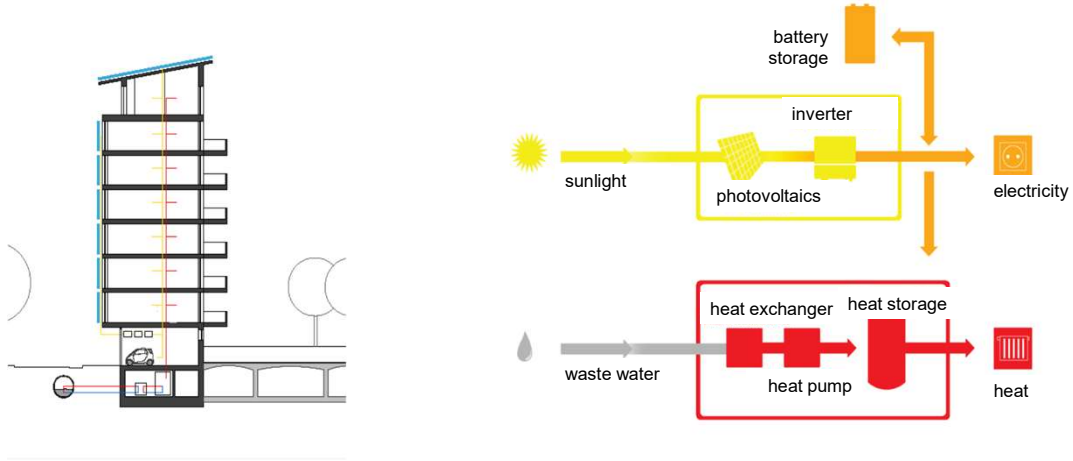 battery
storage
inverter
sunlight
photovoltaics
electricity
heat exchanger
heat storage
waste water
heat pump
heat